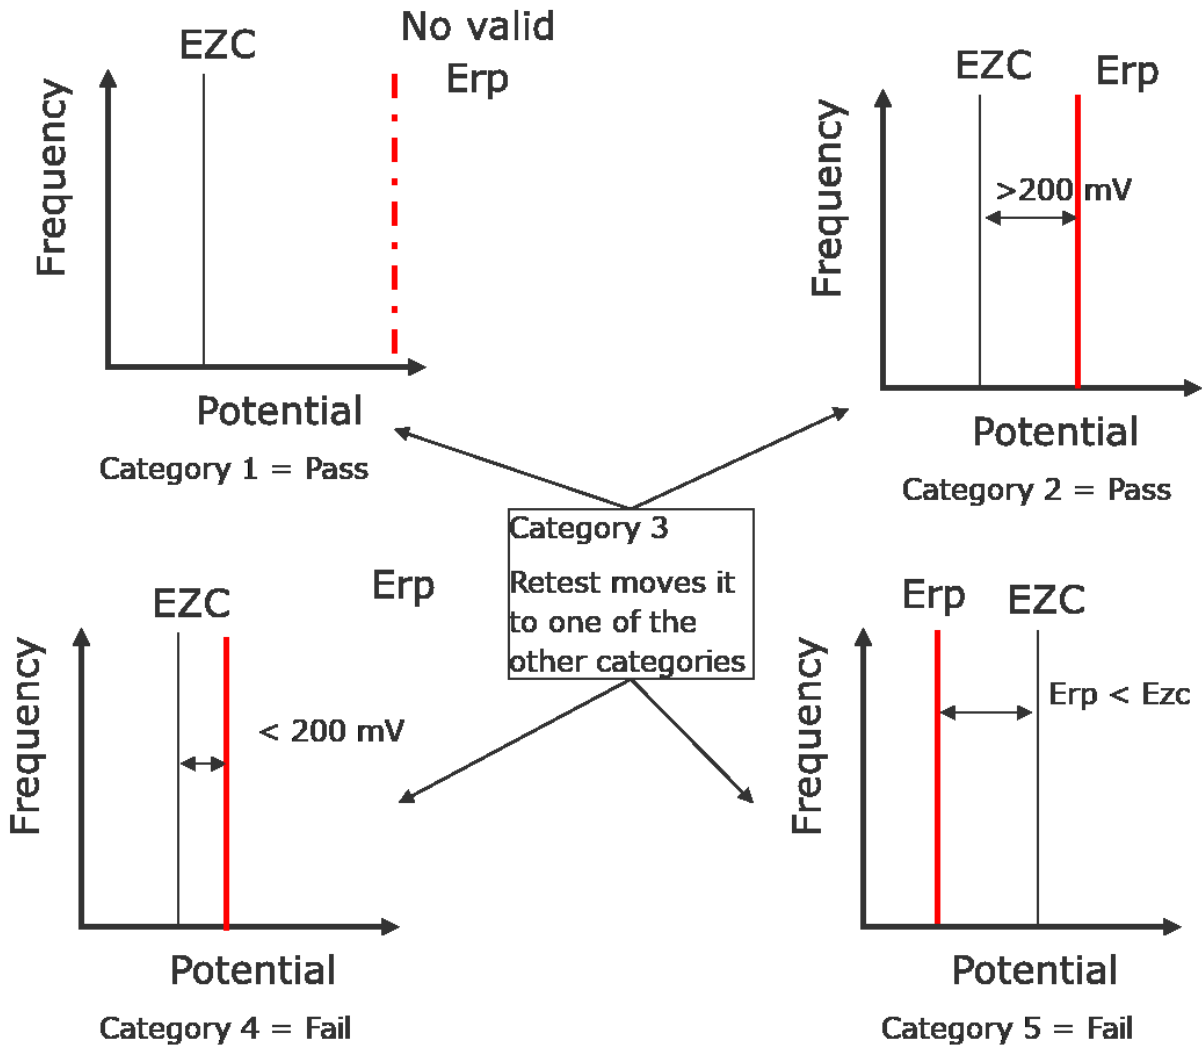 EZC
No valid
Erp
Frequency
Potential
Category 1 = Pass
EZC
Erp
>200 mV
Frequency
Potential
Category 2 = Pass
Category 3
Retest moves it
to one of the
other categories
EZC
Erp
< 200 mV
Frequency
Potential
Category 4 = Fail
Erp
EZC
Erp < Ezc
Frequency
Potential
Category 5 = Fail